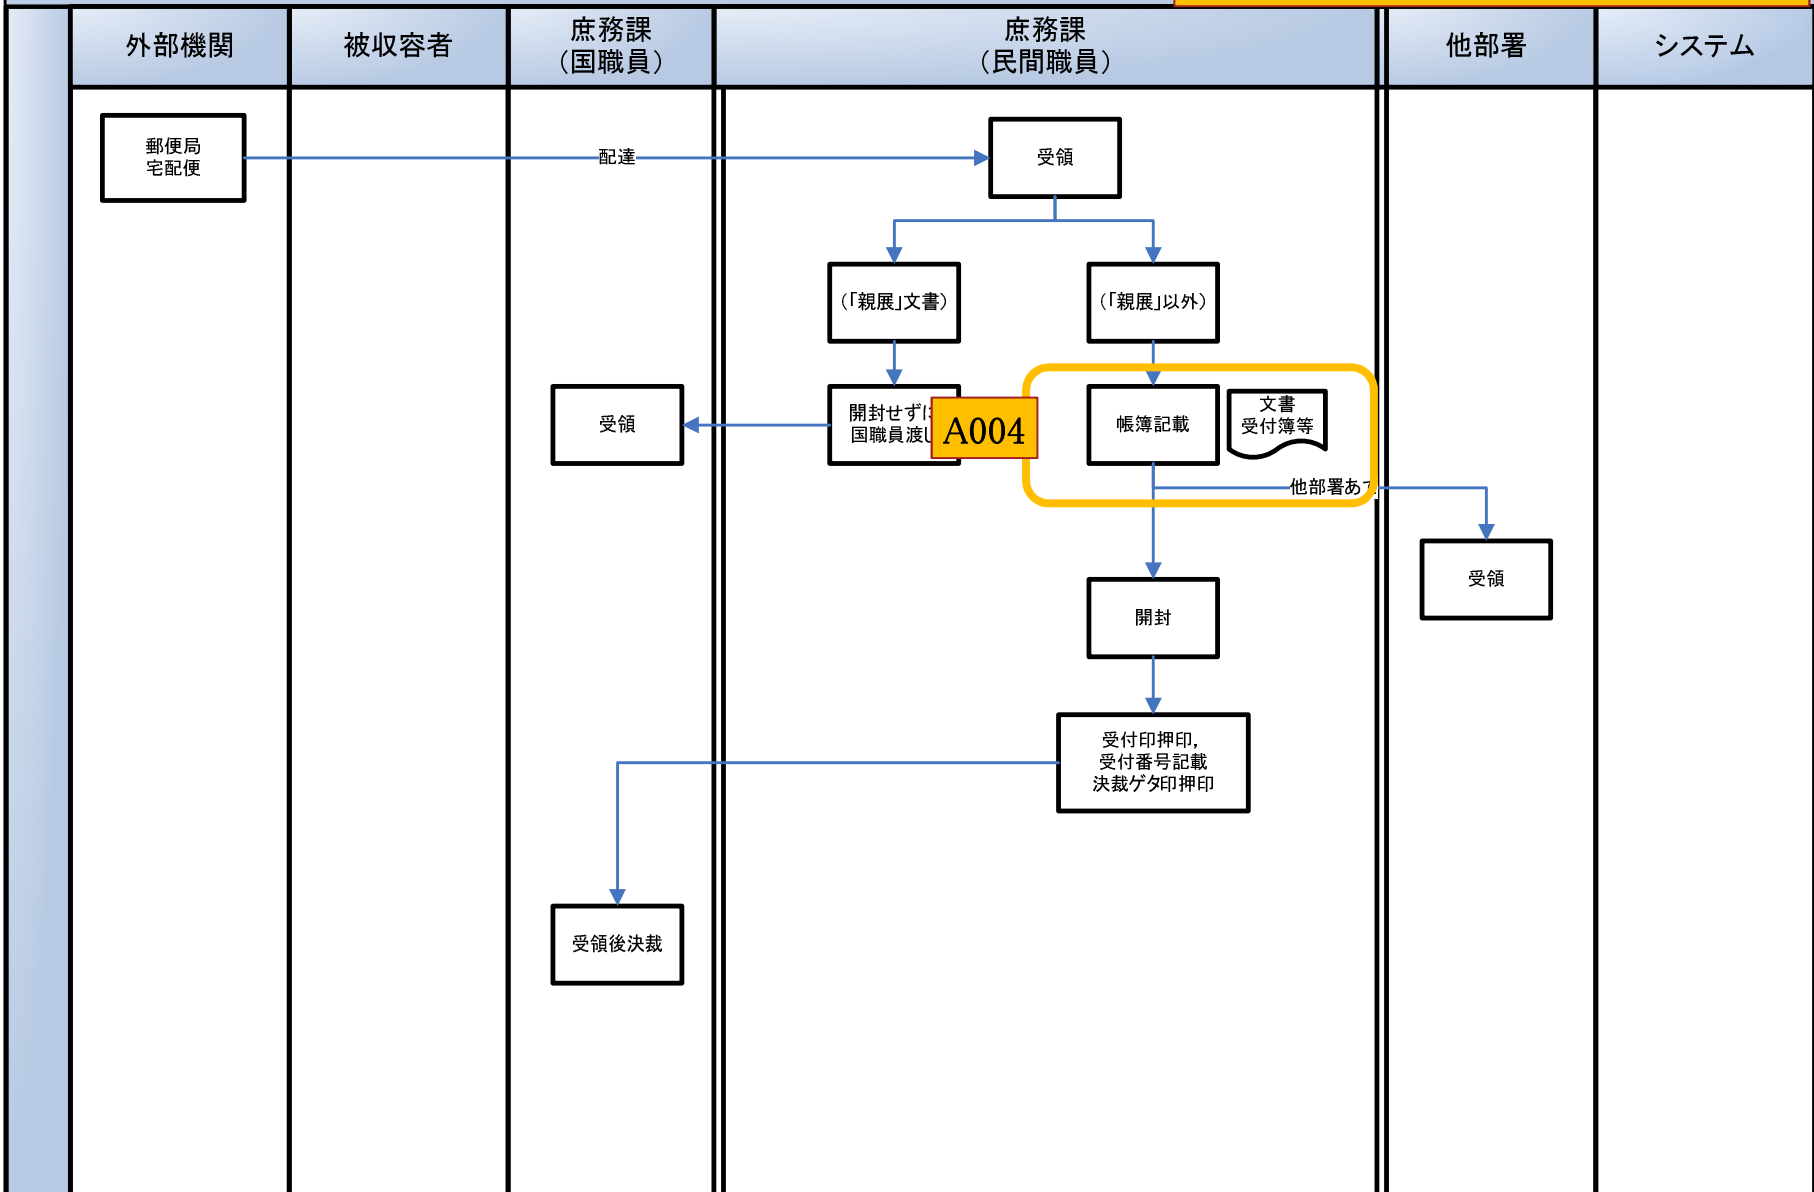 外部機関
被収容者
庶務課
（国職員）
庶務課
（民間職員）
他部署
システム
郵便局
宅配便
配達
受領
（「親展」文書）
（「親展」以外）
受領
開封せずに
国職員渡し
A004
帳簿記載
文書
受付簿等
他部署あて
受領
開封
受付印押印，
受付番号記載
決裁ゲタ印押印
受領後決裁